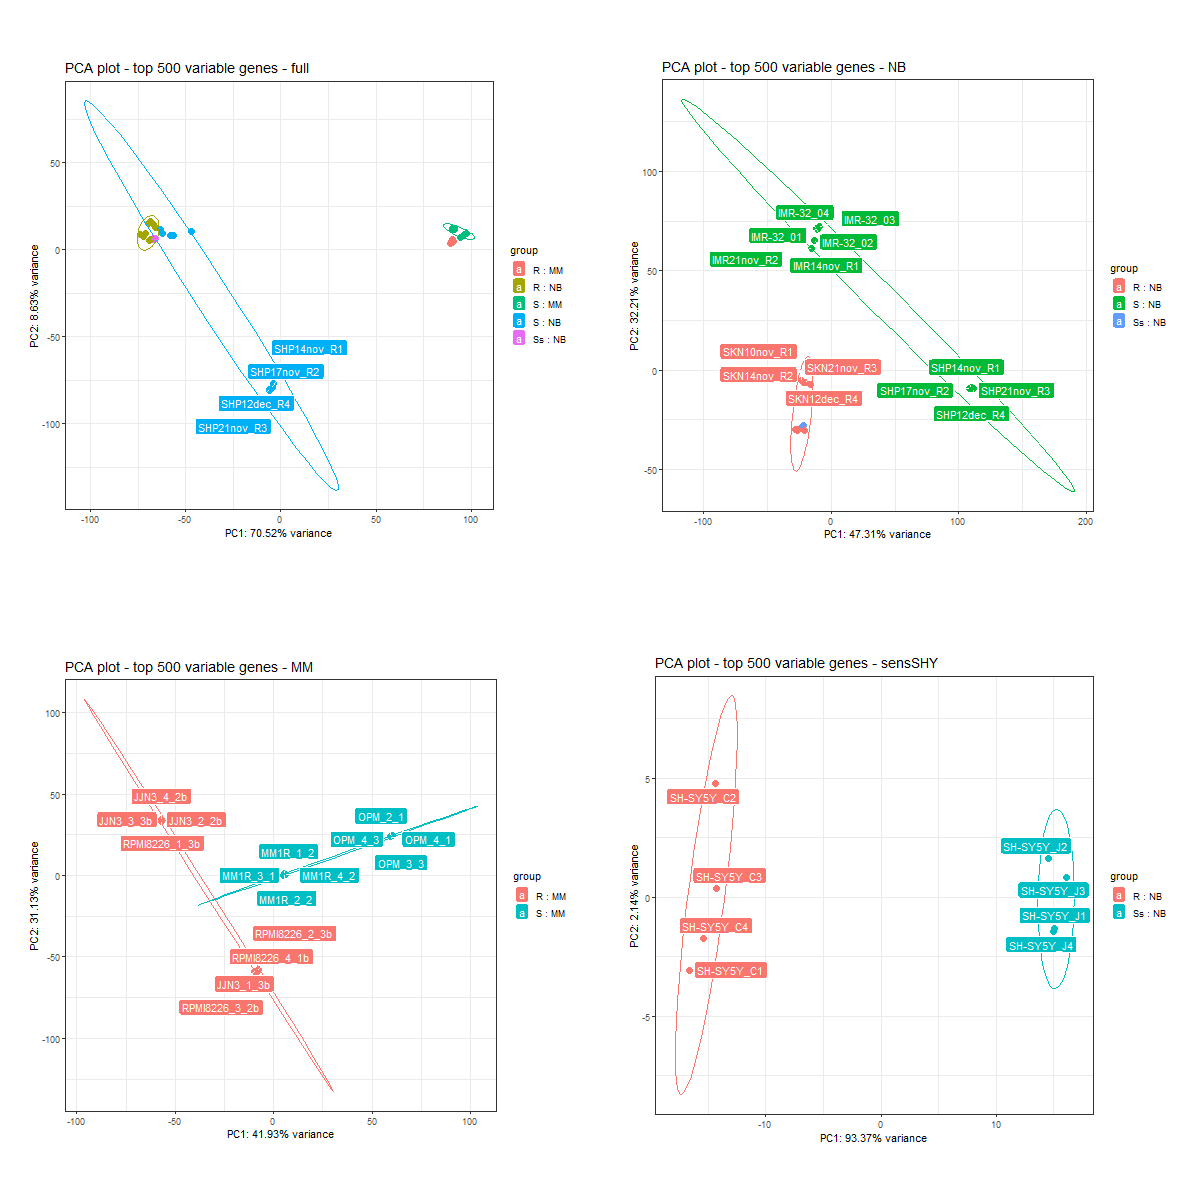 PCA plot - top 500 variable genes - full
50
0
-50
-100
PC2: 8.63% variance
SHP14nov_R1
SHP17nov_R2
SHP12dec_R4
SHP21nov_R3
-100
-50
0
50
100
PC1: 70.52% variance
group
a R : MM
a R : NB
a S : MM
a S : NB
a Ss : NB
PCA plot - top 500 variable genes - NB
100
50
0
-50
PC2: 32.21% variance
IMR-32_04
IMR-32_03
IMR-32_01
IMR-32_02
IMR21nov_R2
IMR14nov_R1
SKN10nov_R1
SKN21nov_R3
SKN14nov_R2
SKN12dec_R4
SHP14nov_R1
SHP17nov_R2
SHP21nov_R3
SHP12dec_R4
-100
0
100
200
PC1: 47.31% variance
group
a R : NB
a S : NB
a Ss : NB
PCA plot - top 500 variable genes - MM
100
50
0
-50
-100
PC2: 31.13% variance
JJN3_4_2b
JJN3_3_3b
JJN3_2_2b
RPMI8226_1_3b
OPM_2_1
OPM_4_3
OPM_4_1
OPM_3_3
MM1R_1_2
MM1R_3_1
MM1R_4_2
MM1R_2_2
RPMI8226_2_3b
RPMI8226_4_1b
JJN3_1_3b
RPMI8226_3_2b
-100
-50
0
50
100
PC1: 41.93% variance
group
a R : MM
a S : MM
PCA plot - top 500 variable genes - sensSHY
5
0
-5
PC2: 2.14% variance
SH-SY5Y_C2
SH-SY5Y_C3
SH-SY5Y_C4
SH-SY5Y_C1
SH-SY5Y_J2
SH-SY5Y_J3
SH-SY5Y_J1
SH-SY5Y_J4
-10
0
10
PC1: 93.37% variance
group
a R : NB
a Ss : NB